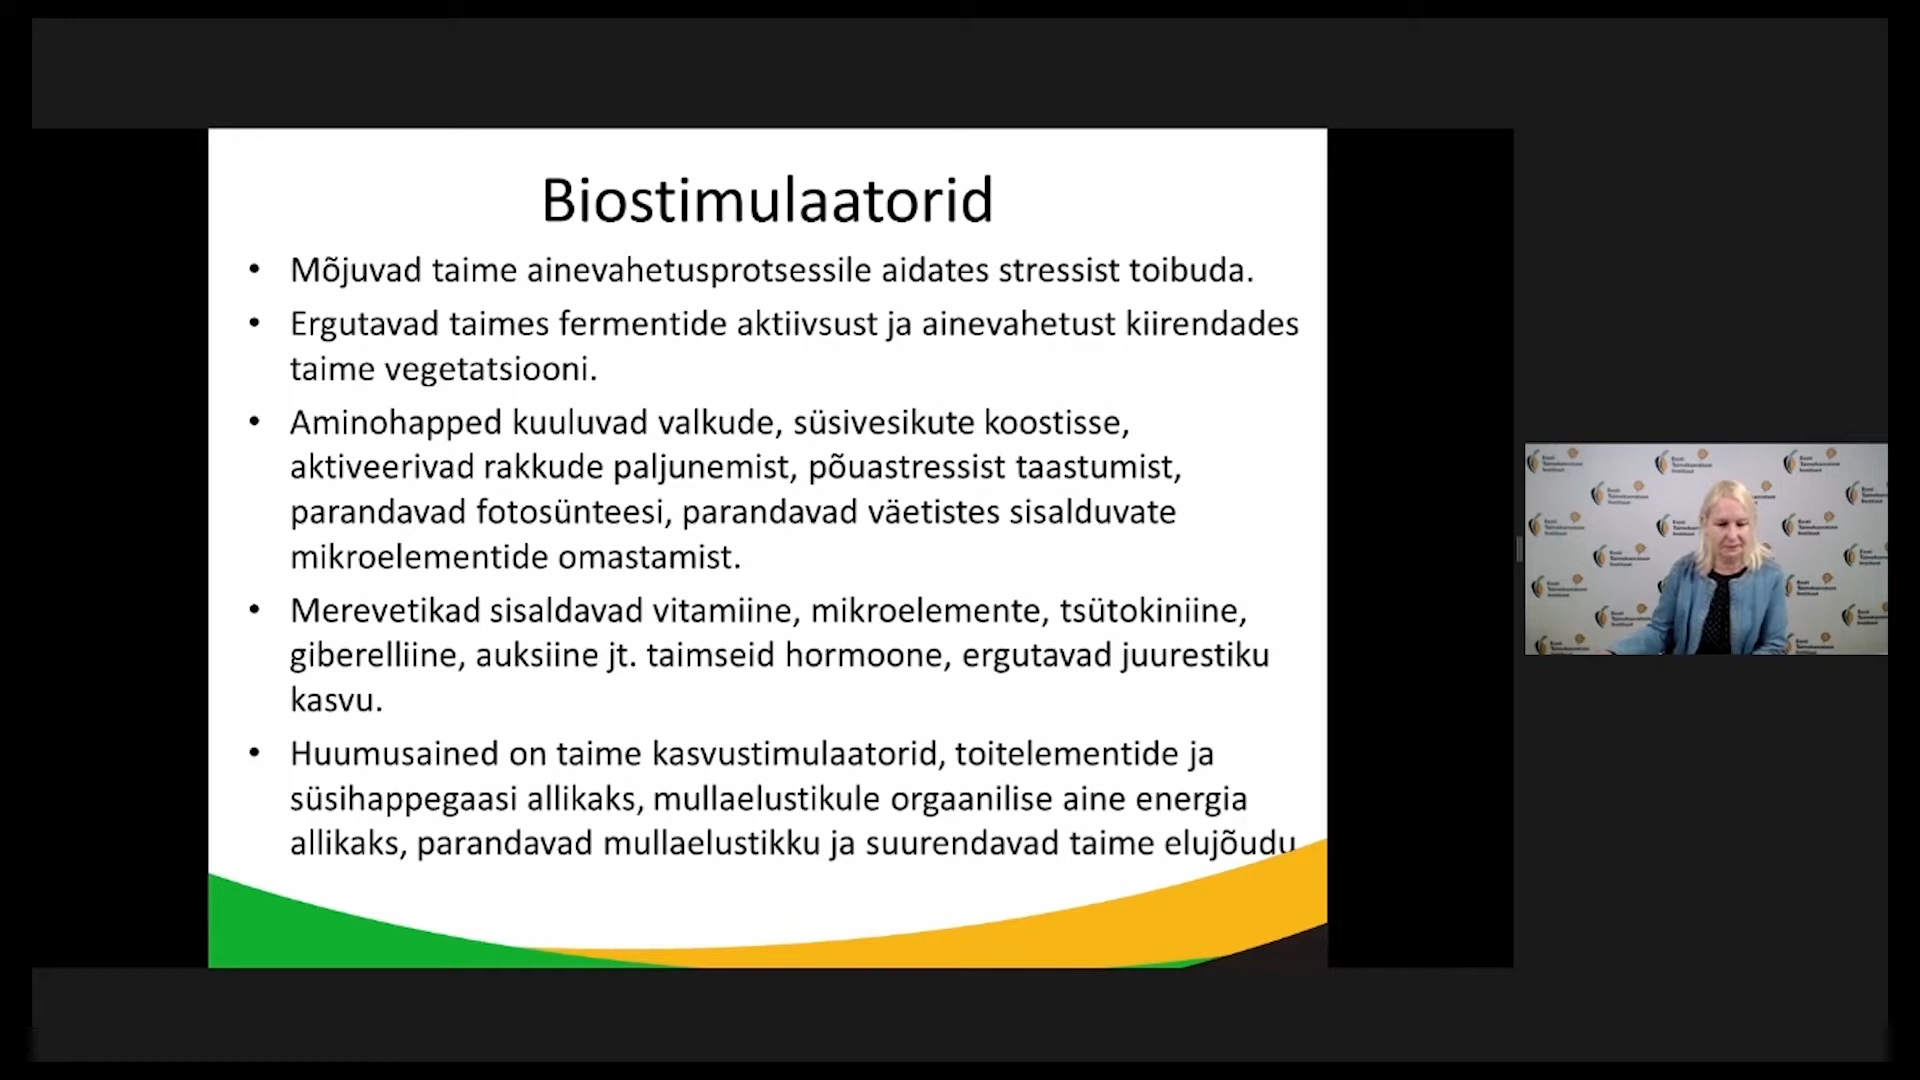 Biostimulaatorid
• Mõjuvad taime ainevahetusprotsessile aidates stressist toibuda.
• Ergutavad taimes fermentide aktiivsust ja ainevahetust kiirendades
taime vegetatsiooni.
• Aminohapped kuuluvad valkude, süsivesikute koostisse,
aktiveerivad rakkude paljunemist, põuastressist taastumist,
parandavad fotosünteesi, parandavad väetistes sisalduvate
mikroelementide omastamist.
• Merevetikad sisaldavad vitamiine, mikroelemente, tsütokiniine,
giberelliine, auksiine jt. taimseid hormoone, ergutavad juurestiku
kasvu.
• Huumusained on taime kasvustimulaatorid, toitelementide ja
süsihappegaasi allikaks, mullaelustikule orgaanilise aine energia
allikaks, parandavad mullaelustikku ja suurendavad taime elujõudu
Eesti
Taimekasvatuse
Instituut